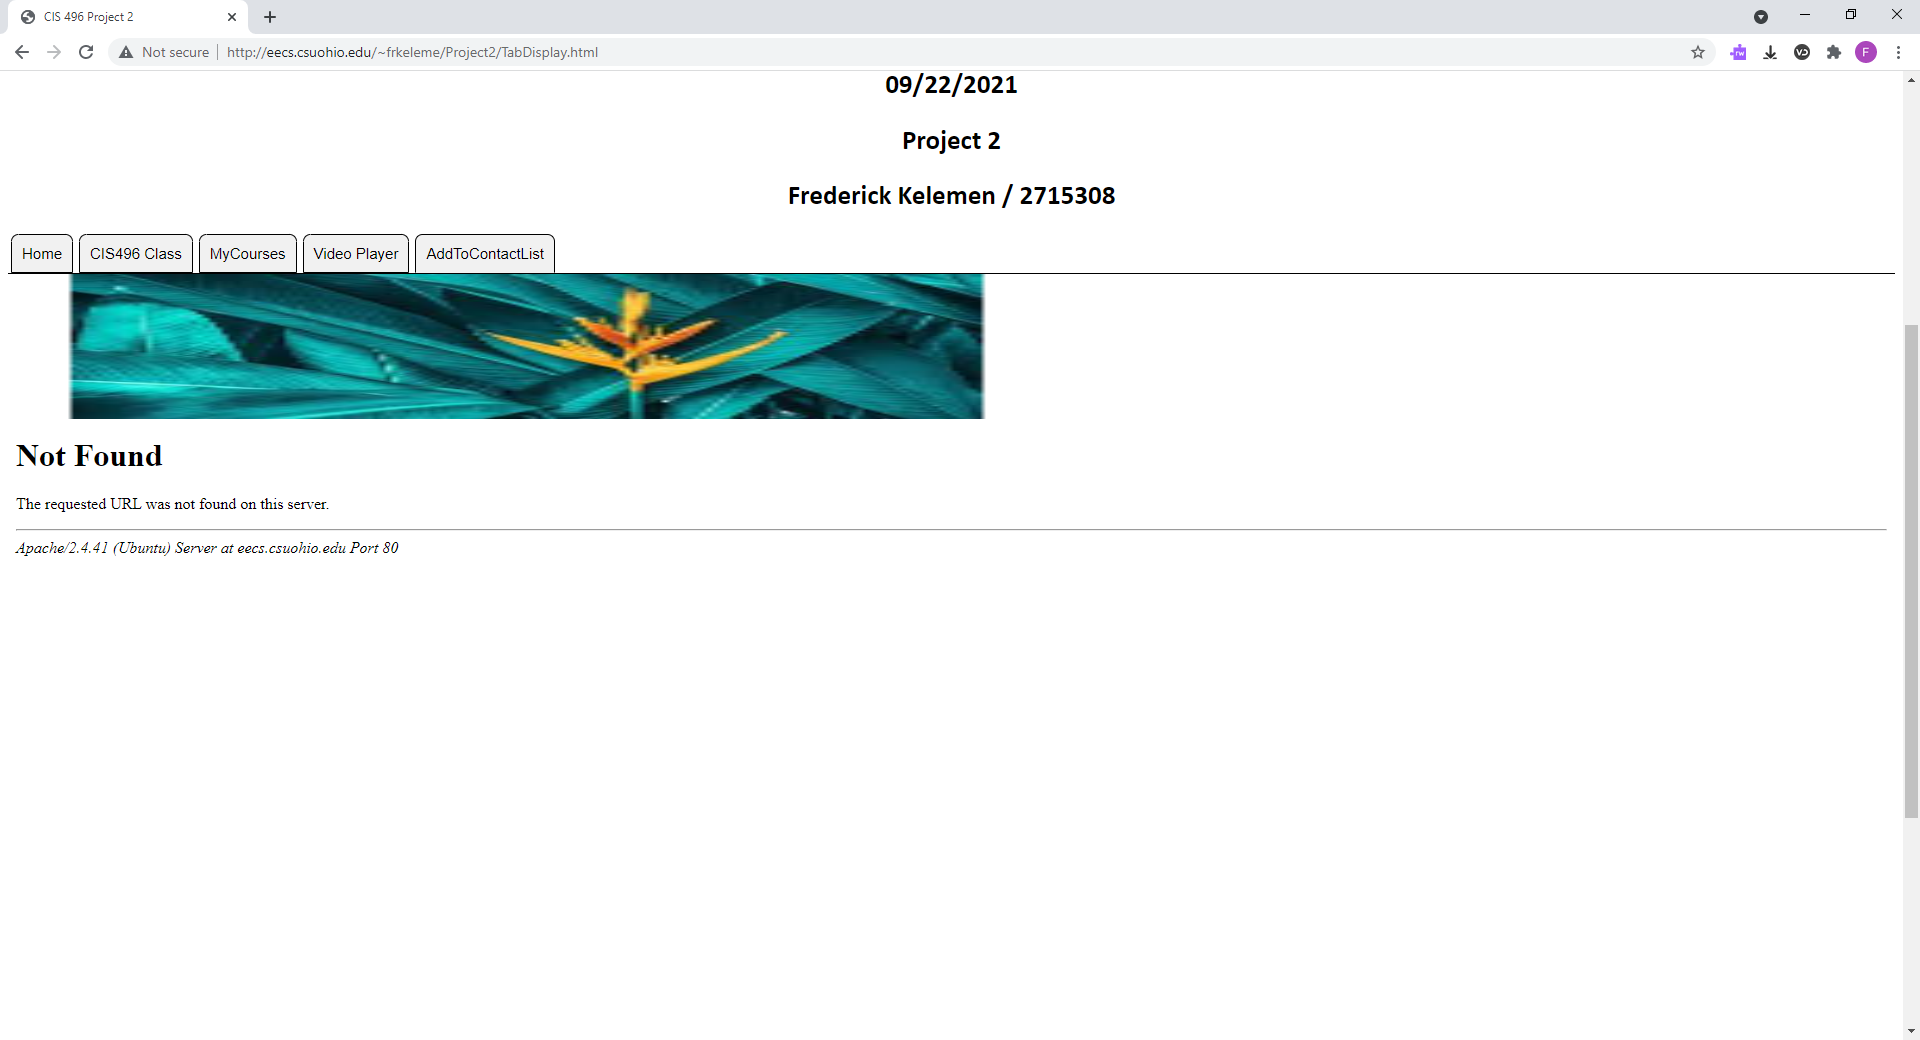 CIS 496 Project 2
Not secure
http://eecs.csuohio.edu/~frkeleme/Project2/TabDisplay.html
rw
VD
F
09/22/2021
Project 2
Frederick Kelemen / 2715308
Home
CIS496 Class
MyCourses
Video Player
AddToContactList
Not Found
The requested URL was not found on this server.
Apache/2.4.41 (Ubuntu) Server at eecs.csuohio.edu Port 80